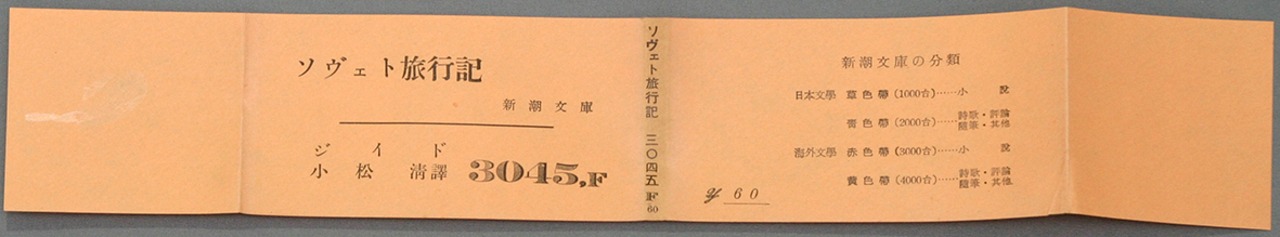 ソヴェト旅行記
新潮文庫
ジイド
小松 清譯
3045,F
ソヴェト旅行記 三〇四五 F 60
新潮文庫の分類
日本文學 草色帶(1000台)……小說
靑色帶(2000台)……詩歌・評論
隨筆・其他
海外文學 赤色帶(3000台)……小說
黄色帶(4000台)……詩歌・評論
隨筆・其他
60